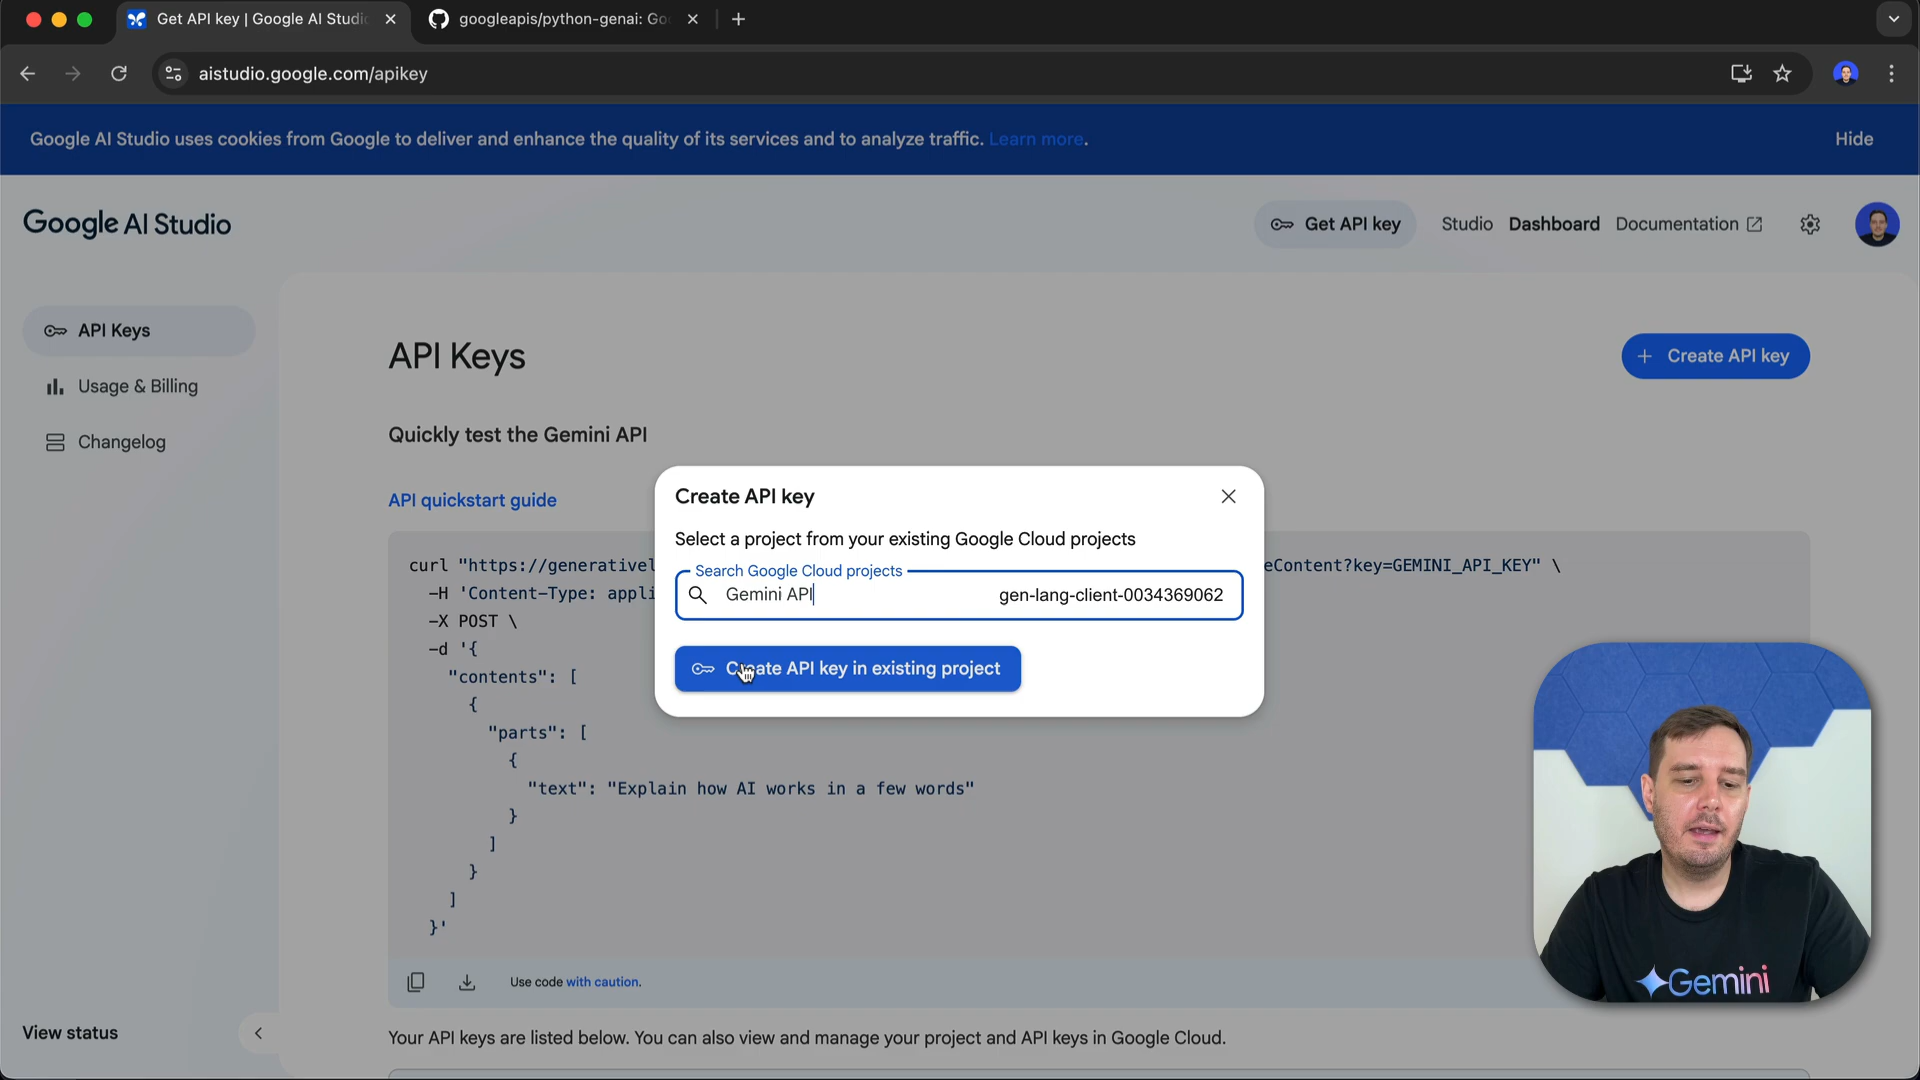 Get API key | Google AI Studio
googleapis/python-genai: Goo
aistudio.google.com/apikey
Google AI Studio uses cookies from Google to deliver and enhance the quality of its services and to analyze traffic. Learn more.
Hide
Google AI Studio
Get API key
Studio
Dashboard
Documentation
API Keys
Usage & Billing
Changelog
API Keys
Create API key
Quickly test the Gemini API
API quickstart guide
curl "https://generativel
eContent?key=GEMINI_API_KEY" \
-H 'Content-Type: appli
-X POST \
-d '{
"contents": [
{
"parts": [
{
"text": "Explain how AI works in a few words"
}
]
}
]
}'
Create API key
Select a project from your existing Google Cloud projects
Search Google Cloud projects
Gemini API
gen-lang-client-0034369062
Create API key in existing project
Use code with caution.
Your API keys are listed below. You can also view and manage your project and API keys in Google Cloud.
View status
Gemini